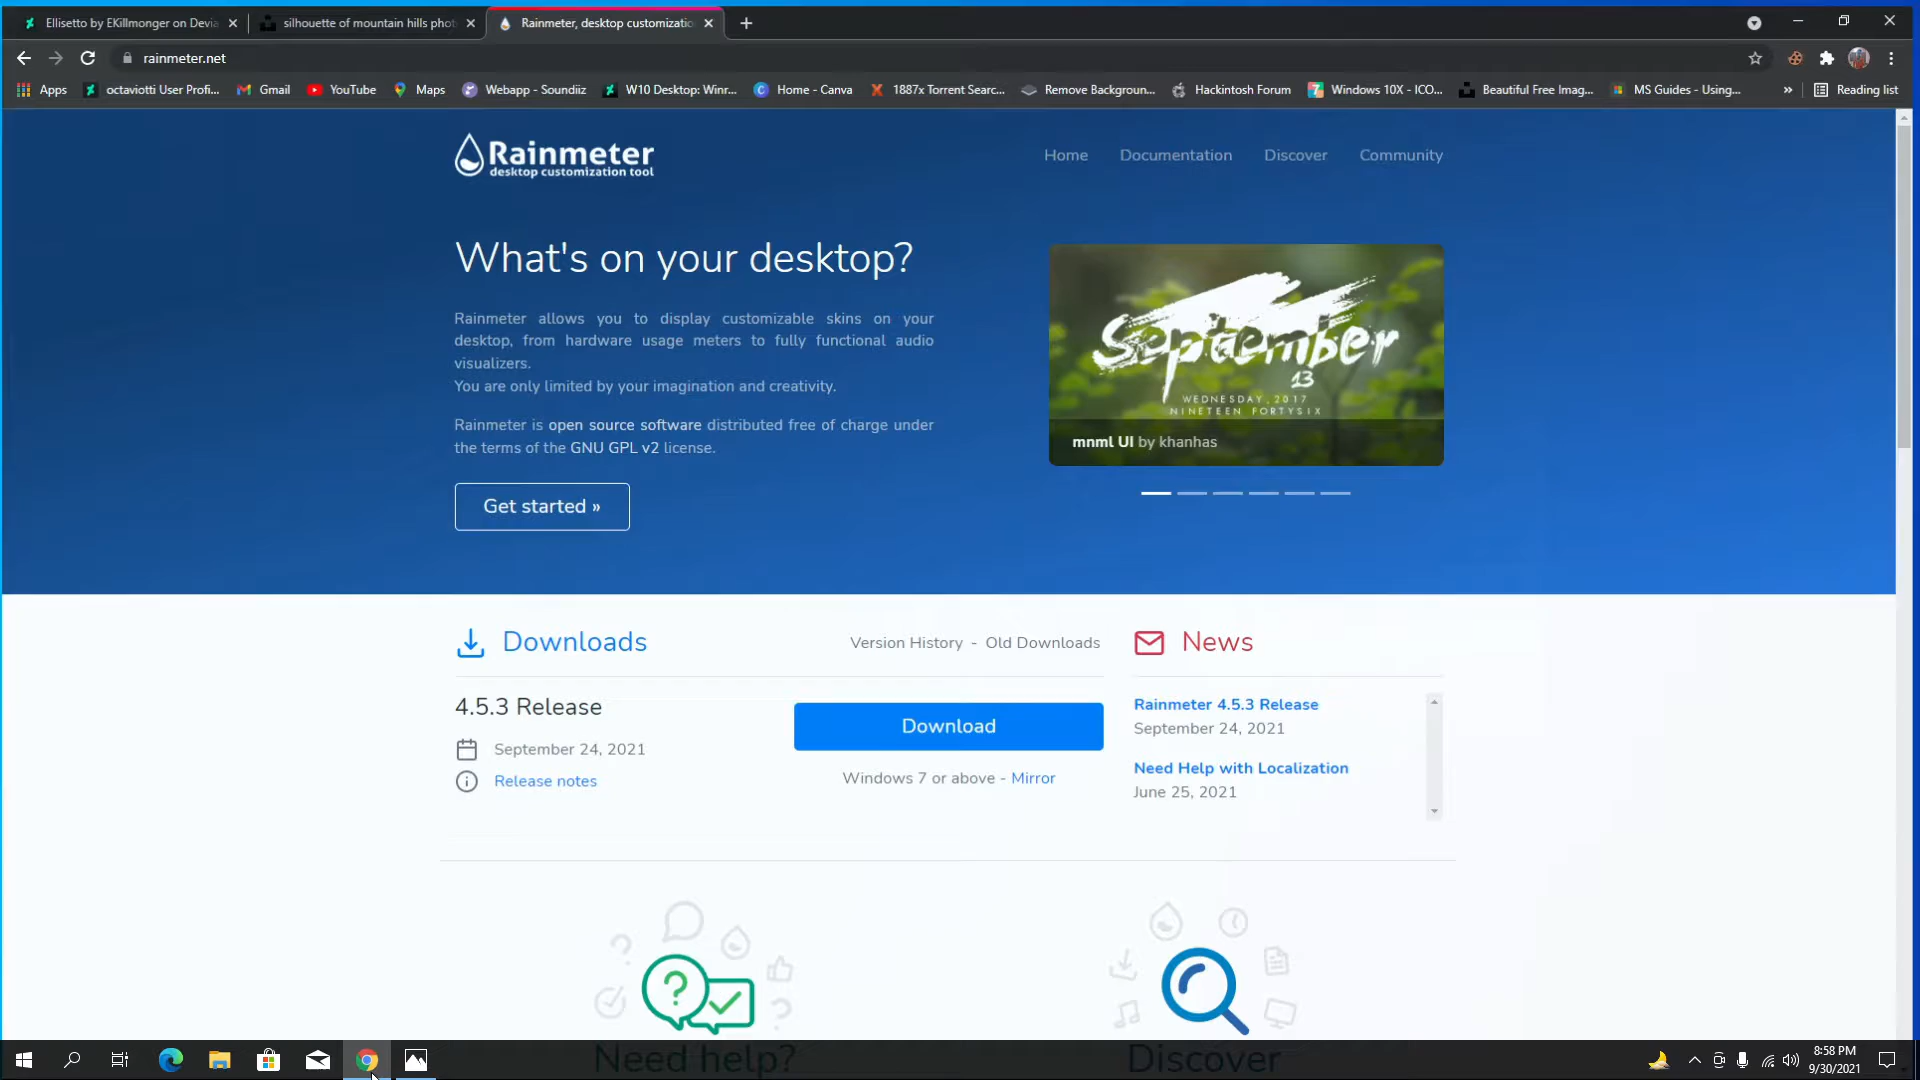 Ellisetto by EKillmonger on Devia
silhouette of mountain hills phot
Rainmeter, desktop customizatio
rainmeter.net
Apps
octaviotti User Profi...
Gmail
YouTube
Maps
Webapp - Soundiiz
W10 Desktop: Winr...
Home - Canva
1887x Torrent Searc...
Remove Backgroun...
Hackintosh Forum
Windows 10X - ICO...
Beautiful Free Imag...
MS Guides - Using...
»
Reading list
Rainmeter
desktop customization tool
Home
Documentation
Discover
Community
What's on your desktop?
Rainmeter allows you to display customizable skins on your
desktop, from hardware usage meters to fully functional audio
visualizers.
You are only limited by your imagination and creativity.
Rainmeter is open source software distributed free of charge under
the terms of the GNU GPL v2 license.
Get started »
September
13
WEDNESDAY, 2017
NINETEEN FORTYSIX
mnml UI by khanhas
Downloads
Version History - Old Downloads
4.5.3 Release
September 24, 2021
Release notes
Download
Windows 7 or above - Mirror
News
Rainmeter 4.5.3 Release
September 24, 2021
Need Help with Localization
June 25, 2021
Need help?
Discover
8:58 PM
9/30/2021